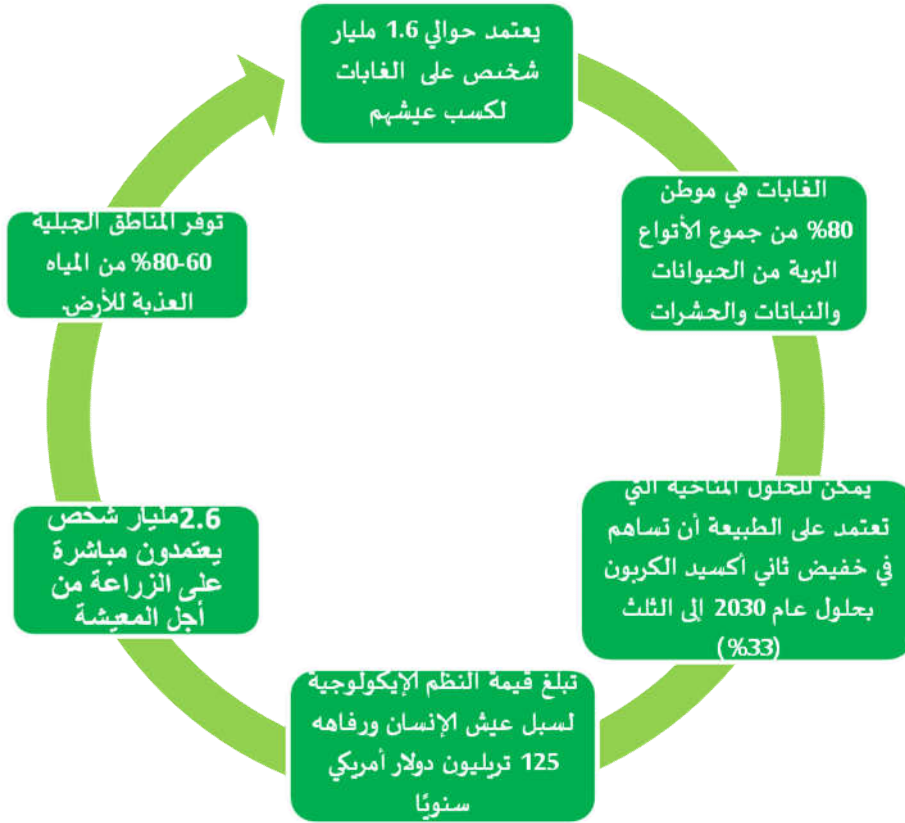 يعتمد حوالي 1.6 مليار
شخص على الغابات
لكسب عيشهم
الغابات هي موطن
80% من جموع الأنواع
البرية من الحيوانات
والنباتات والحشرات
يمكن للحلول المناخية التي
تعتمد على الطبيعة أن تساهم
في خفيض ثاني أكسيد الكربون
بحلول عام 2030 إلى الثلث
(33%)
تبلغ قيمة النظم الإيكولوجية
لسبل عيش الإنسان ورفاهه
125 تريليون دولار أمريكي
سنويًا
2.6مليار شخص
يعتمدون مباشرة
على الزراعة من
أجل المعيشة
توفر المناطق الجبلية
60-80% من المياه
العذبة للأرض.